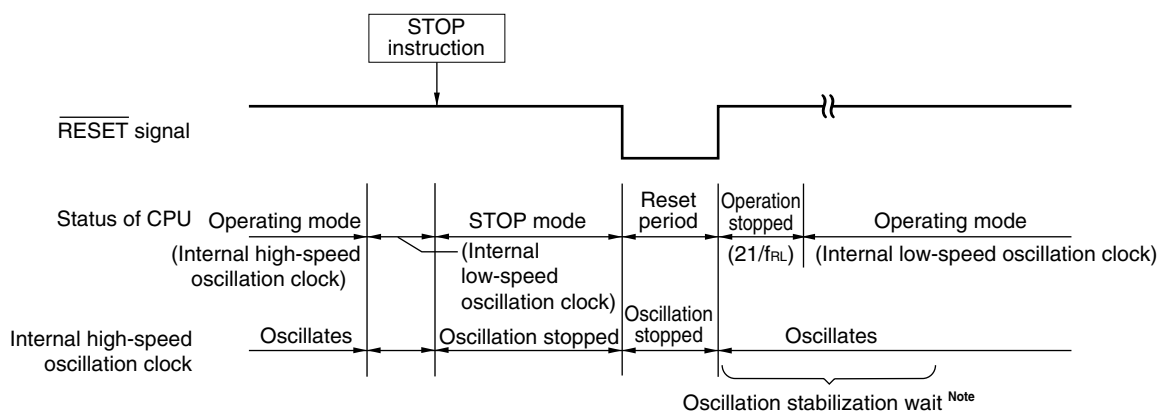 STOP
instruction
RESET signal
Status of CPU
Operating mode
(Internal high-speed
oscillation clock)
(Internal
low-speed
oscillation clock)
STOP mode
Reset
period
Operation
stopped
(21/fRL)
Operating mode
(Internal low-speed oscillation clock)
Internal high-speed
oscillation clock
Oscillates
Oscillation stopped
Oscillation
stopped
Oscillates
Oscillation stabilization wait Note